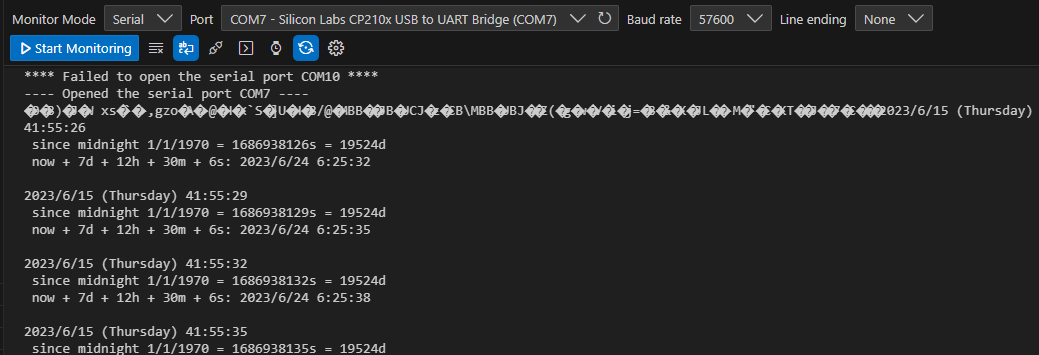 Monitor Mode Serial Port COM7 - Silicon Labs CP210x USB to UART Bridge (COM7) Baud rate 57600 Line ending None
Start Monitoring
**** Failed to open the serial port COM10 ****
---- Opened the serial port COM7 ----
2023/6/15 (Thursday)
41:55:26
since midnight 1/1/1970 = 1686938126s = 19524d
now + 7d + 12h + 30m + 6s: 2023/6/24 6:25:32
2023/6/15 (Thursday) 41:55:29
since midnight 1/1/1970 = 1686938129s = 19524d
now + 7d + 12h + 30m + 6s: 2023/6/24 6:25:35
2023/6/15 (Thursday) 41:55:32
since midnight 1/1/1970 = 1686938132s = 19524d
now + 7d + 12h + 30m + 6s: 2023/6/24 6:25:38
2023/6/15 (Thursday) 41:55:35
since midnight 1/1/1970 = 1686938135s = 19524d